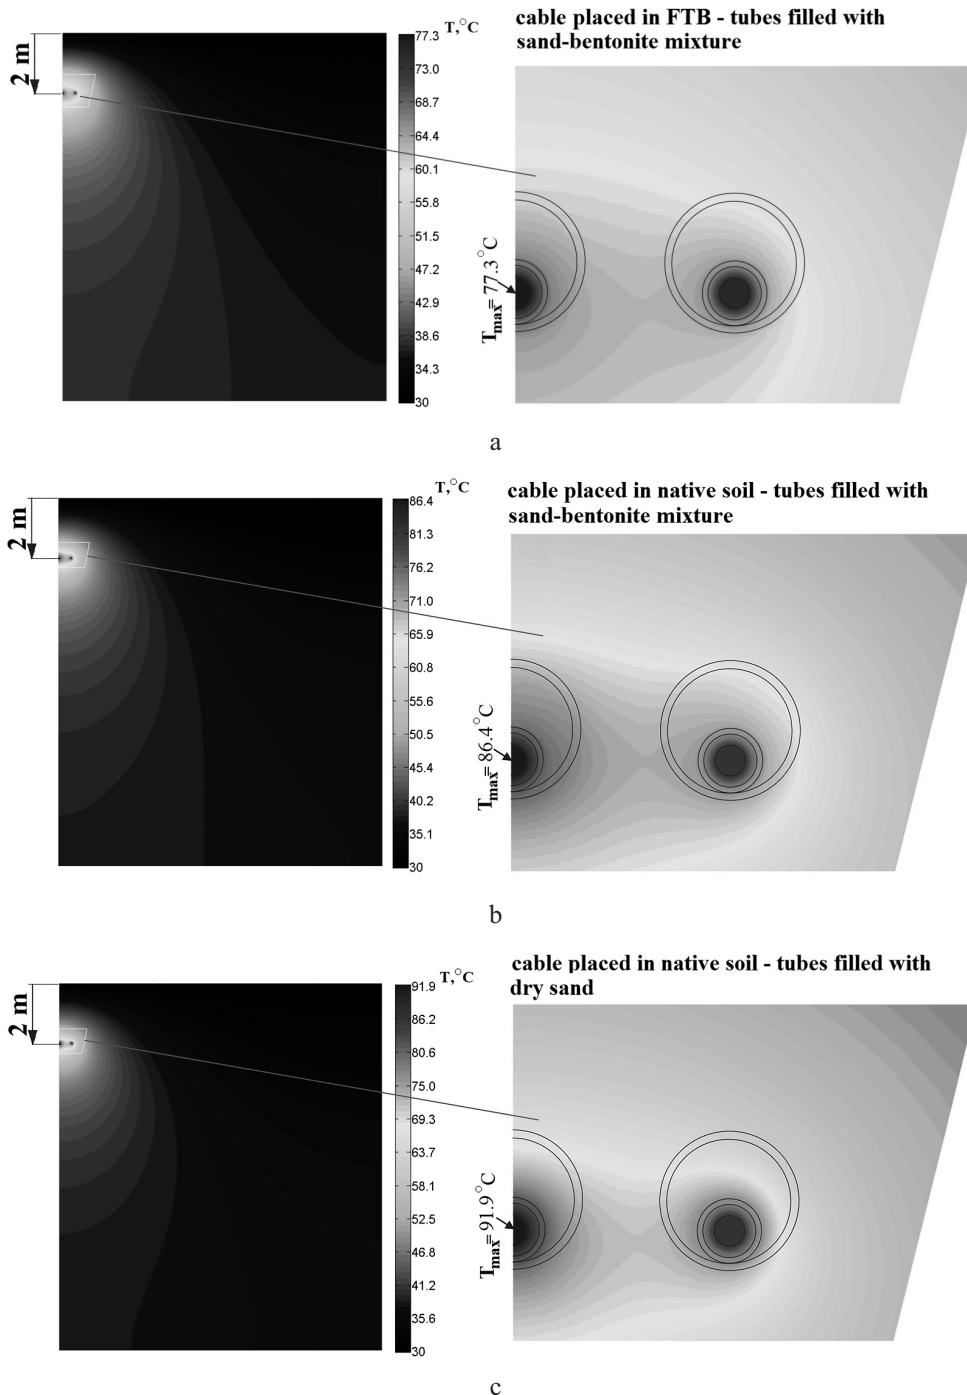 T,°C
cable placed in FTB - tubes filled with
sand-bentonite mixture
2 m
77.3
73.0
68.7
64.4
60.1
55.8
51.5
47.2
42.9
38.6
34.3
30
Tmax= 77.3°C
a
T,°C
cable placed in native soil - tubes filled with
sand-bentonite mixture
2 m
86.4
81.3
76.2
71.0
65.9
60.8
55.6
50.5
45.4
40.2
35.1
30
Tmax= 86.4°C
b
T,°C
cable placed in native soil - tubes filled with
dry sand
2 m
91.9
86.2
80.6
75.0
69.3
63.7
58.1
52.5
46.8
41.2
35.6
30
Tmax= 91.9°C
c